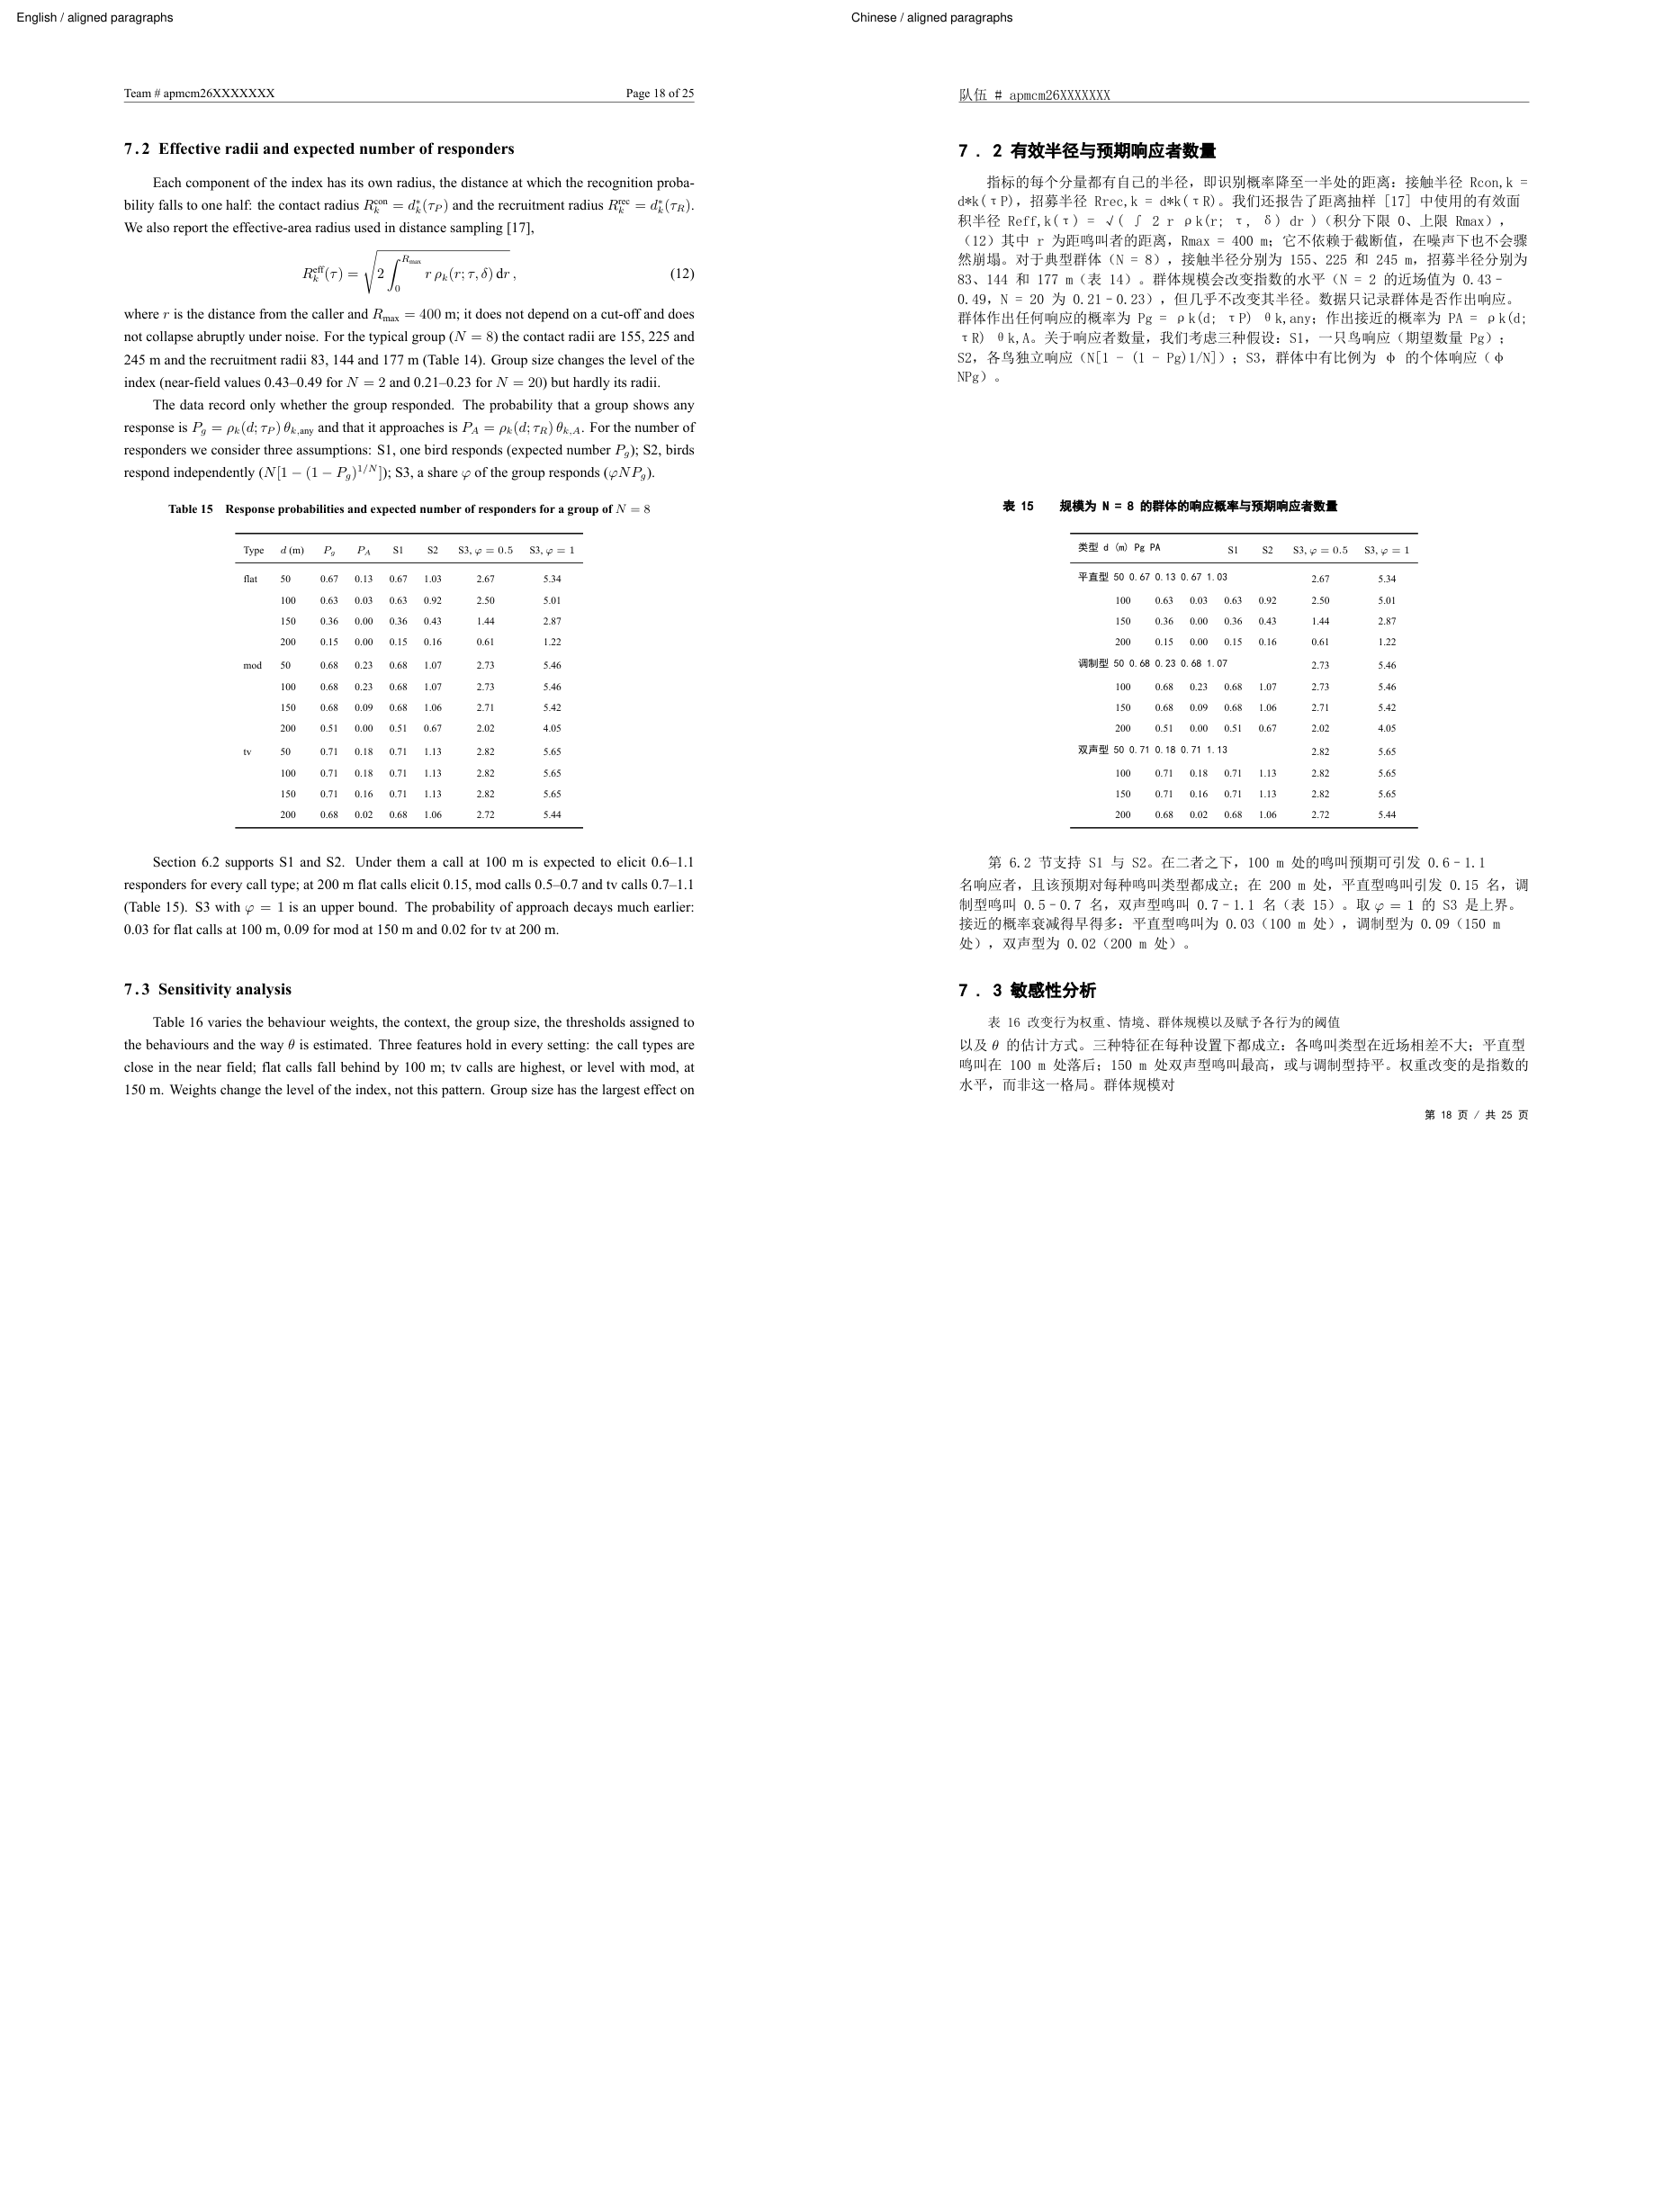 English / aligned paragraphs
Team # apmcm26XXXXXXX Page 18 of 25
7.2 Effective radii and expected number of responders
Each component of the index has its own radius, the distance at which the recognition proba-
bility falls to one half: the contact radius R_k^con = d_k^*(τ_P) and the recruitment radius R_k^rec = d_k^*(τ_R).
We also report the effective-area radius used in distance sampling [17],
R_k^eff(τ) = √(2 ∫_0^{R_max} r ρ_k(r; τ, δ) dr) , (12)
where r is the distance from the caller and R_max = 400 m; it does not depend on a cut-off and does
not collapse abruptly under noise. For the typical group (N = 8) the contact radii are 155, 225 and
245 m and the recruitment radii 83, 144 and 177 m (Table 14). Group size changes the level of the
index (near-field values 0.43–0.49 for N = 2 and 0.21–0.23 for N = 20) but hardly its radii.
The data record only whether the group responded. The probability that a group shows any
response is P_g = ρ_k(d; τ_P) θ_{k,any} and that it approaches is P_A = ρ_k(d; τ_R) θ_{k,A}. For the number of
responders we consider three assumptions: S1, one bird responds (expected number P_g); S2, birds
respond independently (N[1 − (1 − P_g)^{1/N}]); S3, a share φ of the group responds (φNP_g).
Table 15 Response probabilities and expected number of responders for a group of N = 8
Type d (m) P_g P_A S1 S2 S3, φ = 0.5 S3, φ = 1
flat 50 0.67 0.13 0.67 1.03 2.67 5.34
100 0.63 0.03 0.63 0.92 2.50 5.01
150 0.36 0.00 0.36 0.43 1.44 2.87
200 0.15 0.00 0.15 0.16 0.61 1.22
mod 50 0.68 0.23 0.68 1.07 2.73 5.46
100 0.68 0.23 0.68 1.07 2.73 5.46
150 0.68 0.09 0.68 1.06 2.71 5.42
200 0.51 0.00 0.51 0.67 2.02 4.05
tv 50 0.71 0.18 0.71 1.13 2.82 5.65
100 0.71 0.18 0.71 1.13 2.82 5.65
150 0.71 0.16 0.71 1.13 2.82 5.65
200 0.68 0.02 0.68 1.06 2.72 5.44
Section 6.2 supports S1 and S2. Under them a call at 100 m is expected to elicit 0.6–1.1
responders for every call type; at 200 m flat calls elicit 0.15, mod calls 0.5–0.7 and tv calls 0.7–1.1
(Table 15). S3 with φ = 1 is an upper bound. The probability of approach decays much earlier:
0.03 for flat calls at 100 m, 0.09 for mod at 150 m and 0.02 for tv at 200 m.
7.3 Sensitivity analysis
Table 16 varies the behaviour weights, the context, the group size, the thresholds assigned to
the behaviours and the way θ is estimated. Three features hold in every setting: the call types are
close in the near field; flat calls fall behind by 100 m; tv calls are highest, or level with mod, at
150 m. Weights change the level of the index, not this pattern. Group size has the largest effect on
Chinese / aligned paragraphs
队伍 # apmcm26XXXXXXX
7 . 2 有效半径与预期响应者数量
指标的每个分量都有自己的半径，即识别概率降至一半处的距离：接触半径 Rcon,k =
d*k(τP)，招募半径 Rrec,k = d*k(τR)。我们还报告了距离抽样 [17] 中使用的有效面
积半径 Reff,k(τ) = √( ∫ 2 r ρk(r; τ, δ) dr )（积分下限 0、上限 Rmax），
（12）其中 r 为距鸣叫者的距离，Rmax = 400 m；它不依赖于截断值，在噪声下也不会骤
然崩塌。对于典型群体（N = 8），接触半径分别为 155、225 和 245 m，招募半径分别为
83、144 和 177 m（表 14）。群体规模会改变指数的水平（N = 2 的近场值为 0.43–
0.49，N = 20 为 0.21–0.23），但几乎不改变其半径。数据只记录群体是否作出响应。
群体作出任何响应的概率为 Pg = ρk(d; τP) θk,any；作出接近的概率为 PA = ρk(d;
τR) θk,A。关于响应者数量，我们考虑三种假设：S1，一只鸟响应（期望数量 Pg）；
S2，各鸟独立响应（N[1 - (1 - Pg)1/N]）；S3，群体中有比例为 φ 的个体响应（φ
NPg）。
表 15 规模为 N = 8 的群体的响应概率与预期响应者数量
类型 d (m) Pg PA S1 S2 S3, φ = 0.5 S3, φ = 1
平直型 50 0.67 0.13 0.67 1.03 2.67 5.34
100 0.63 0.03 0.63 0.92 2.50 5.01
150 0.36 0.00 0.36 0.43 1.44 2.87
200 0.15 0.00 0.15 0.16 0.61 1.22
调制型 50 0.68 0.23 0.68 1.07 2.73 5.46
100 0.68 0.23 0.68 1.07 2.73 5.46
150 0.68 0.09 0.68 1.06 2.71 5.42
200 0.51 0.00 0.51 0.67 2.02 4.05
双声型 50 0.71 0.18 0.71 1.13 2.82 5.65
100 0.71 0.18 0.71 1.13 2.82 5.65
150 0.71 0.16 0.71 1.13 2.82 5.65
200 0.68 0.02 0.68 1.06 2.72 5.44
第 6.2 节支持 S1 与 S2。在二者之下，100 m 处的鸣叫预期可引发 0.6–1.1
名响应者，且该预期对每种鸣叫类型都成立；在 200 m 处，平直型鸣叫引发 0.15 名，调
制型鸣叫 0.5–0.7 名，双声型鸣叫 0.7–1.1 名（表 15）。取 φ = 1 的 S3 是上界。
接近的概率衰减得早得多：平直型鸣叫为 0.03（100 m 处），调制型为 0.09（150 m
处），双声型为 0.02（200 m 处）。
7 . 3 敏感性分析
表 16 改变行为权重、情境、群体规模以及赋予各行为的阈值
以及 θ 的估计方式。三种特征在每种设置下都成立：各鸣叫类型在近场相差不大；平直型
鸣叫在 100 m 处落后；150 m 处双声型鸣叫最高，或与调制型持平。权重改变的是指数的
水平，而非这一格局。群体规模对
第 18 页 / 共 25 页